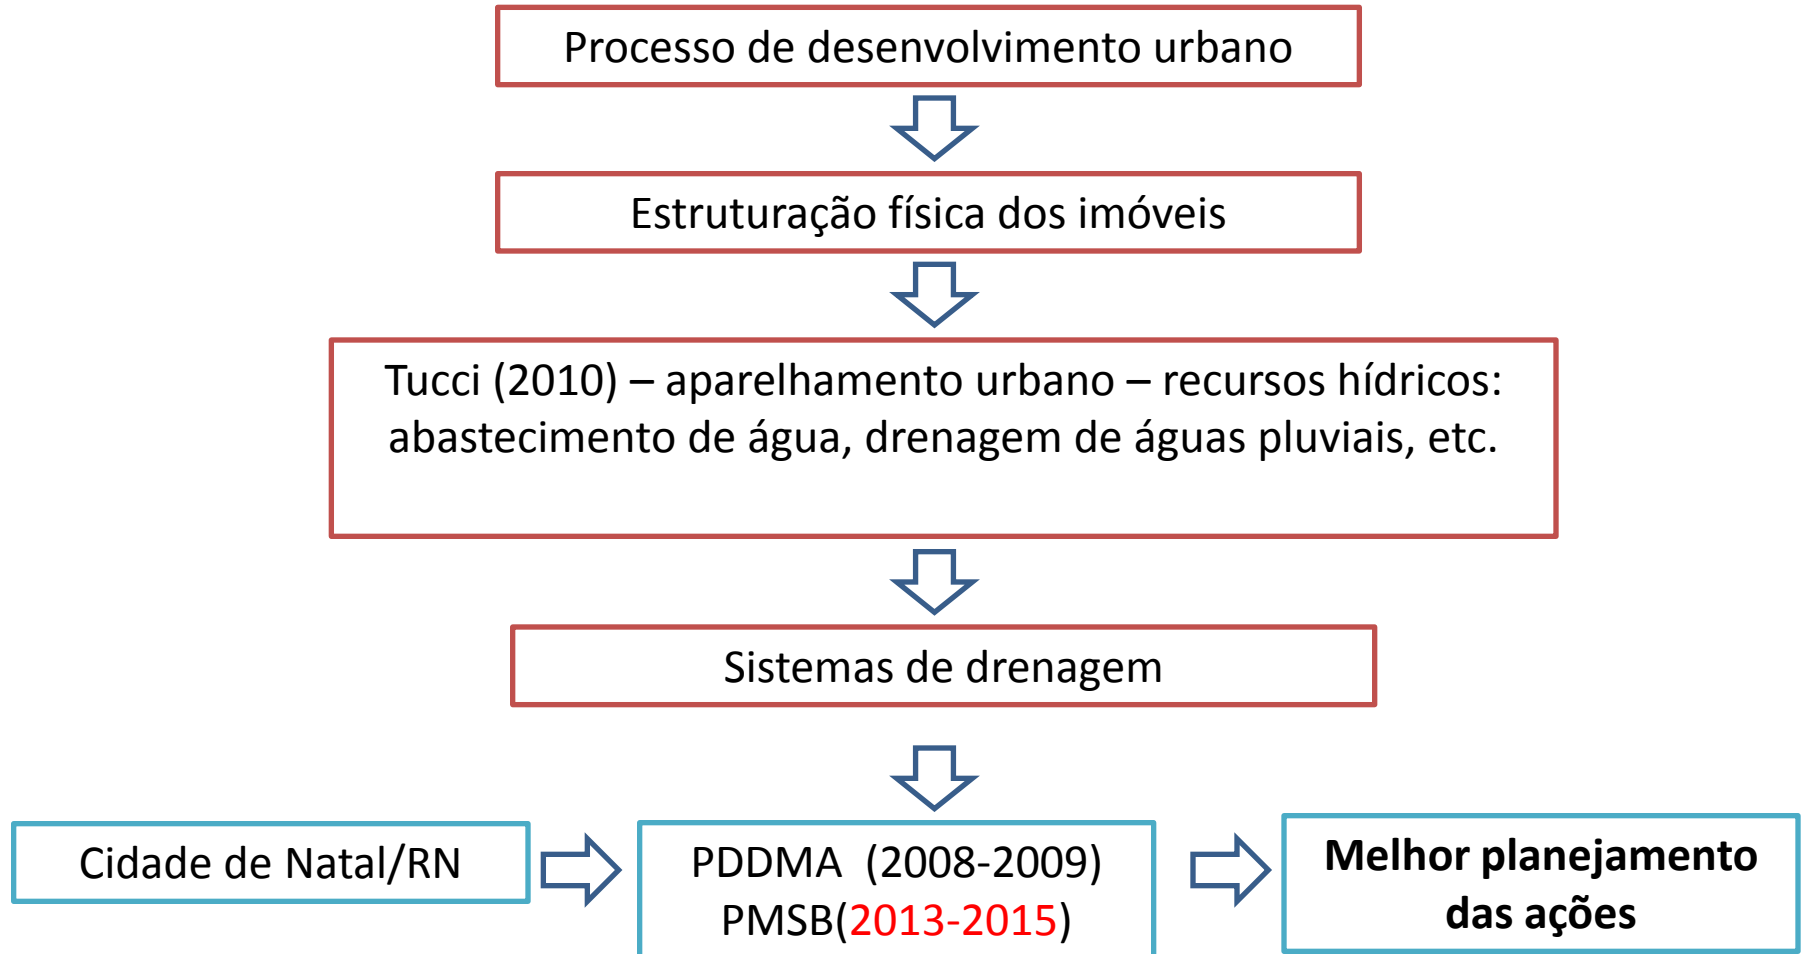 Processo de desenvolvimento urbano
Estruturação física dos imóveis
Tucci (2010) – aparelhamento urbano – recursos hídricos:
abastecimento de água, drenagem de águas pluviais, etc.
Sistemas de drenagem
Cidade de Natal/RN
PDDMA  (2008-2009)
PMSB(2013-2015)
Melhor planejamento
das ações